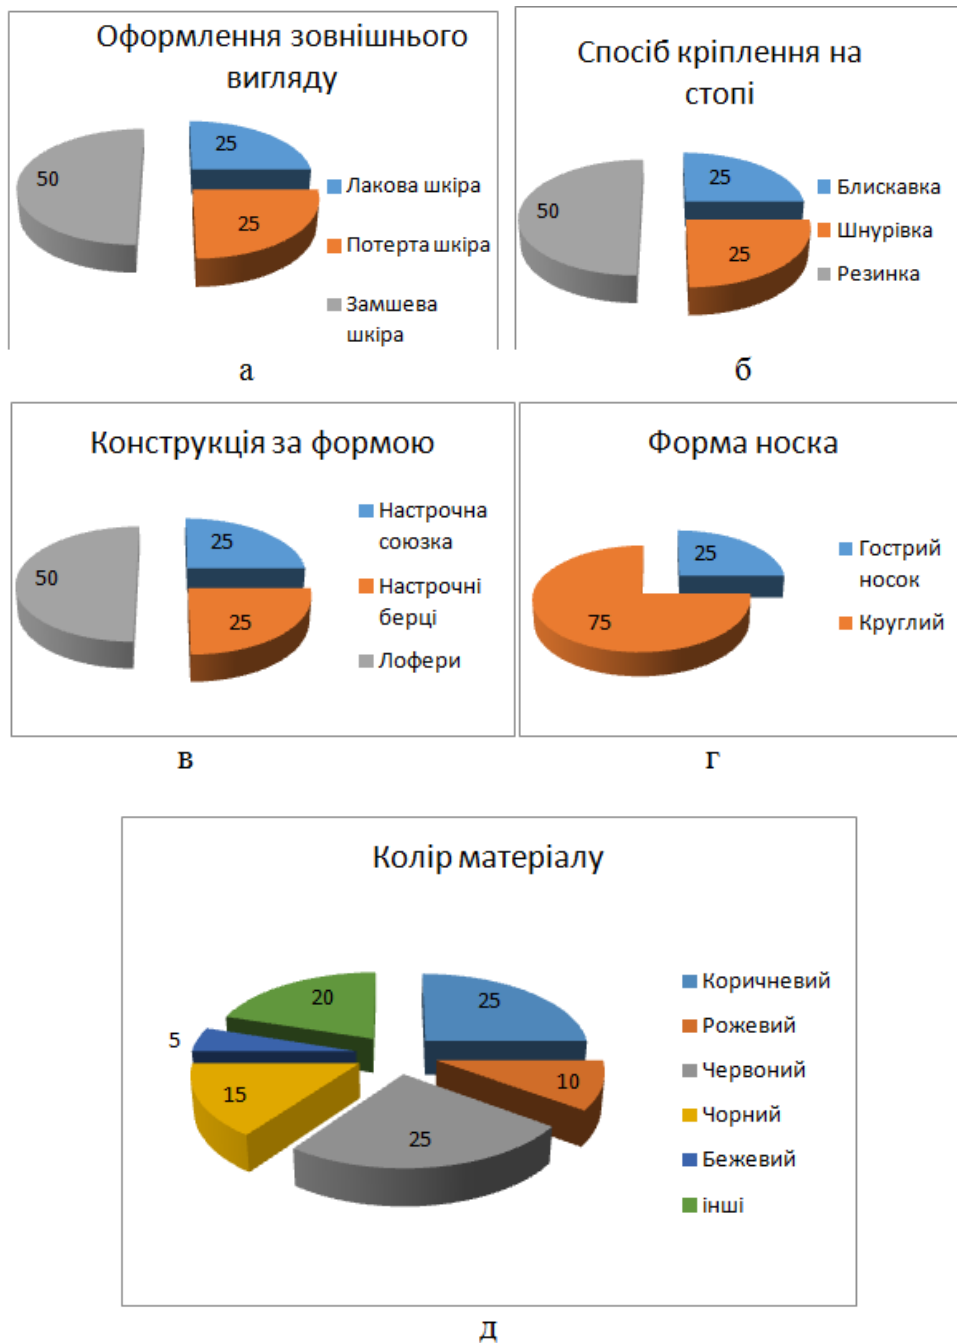 Оформлення зовнішнього
вигляду
25
50
25
Лакова шкіра
Потерта шкіра
Замшева
шкіра
а
Спосіб кріплення на
стопі
25
50
25
Блискавка
Шнурівка
Резинка
б
Конструкція за формою
25
50
25
Настрочна
союзка
Настрочні
берці
Лофери
в
Форма носка
25
75
Гострий
носок
Круглий
г
Колір матеріалу
20
25
5
15
10
25
Коричневий
Рожевий
Червоний
Чорний
Бежевий
інші
д